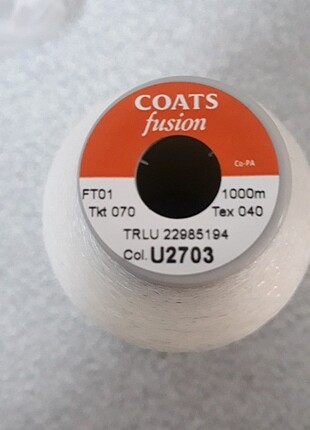 COATS
fusion
Co-PA
FT01 1000m
Tkt 070 Tex 040
TRLU 22985194
Col. U2703